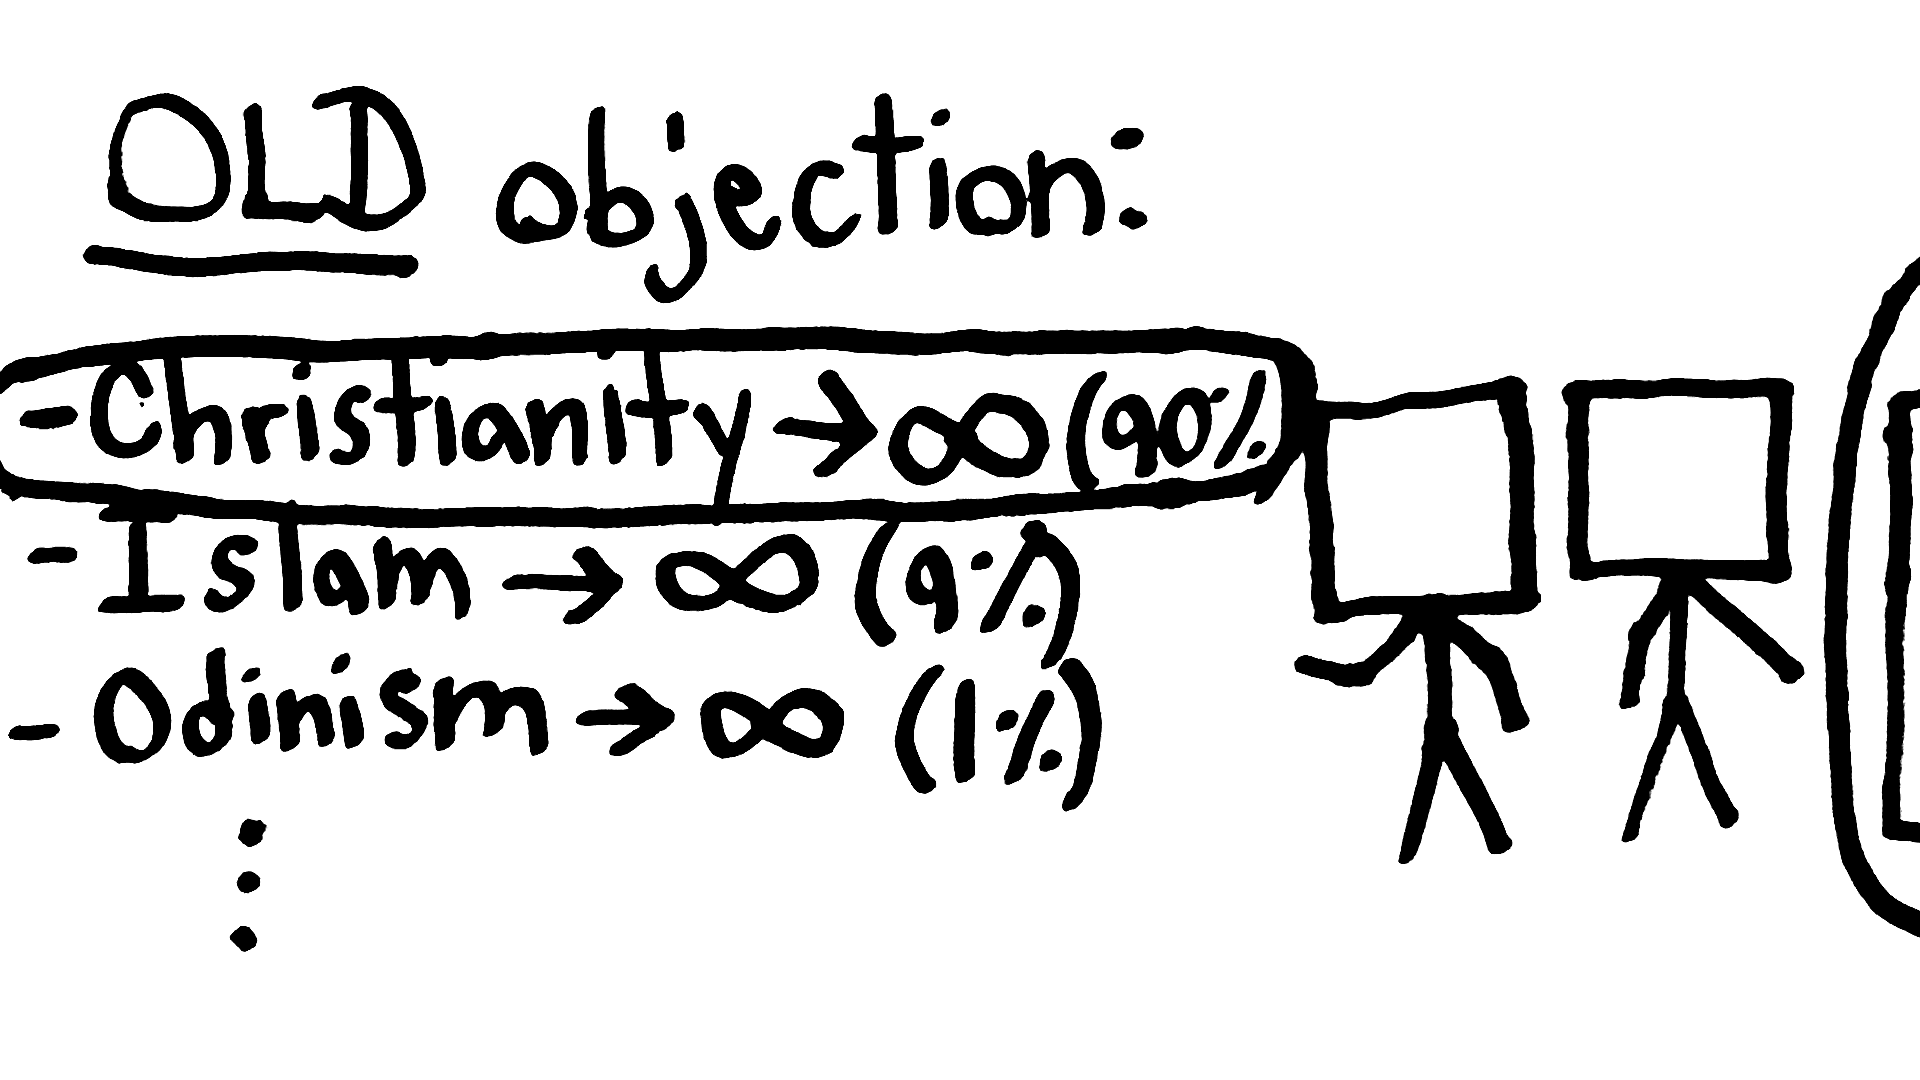 OLD objection:
- Christianity → ∞ (90%
- Islam → ∞ (9%)
- Odinism → ∞ (1%)